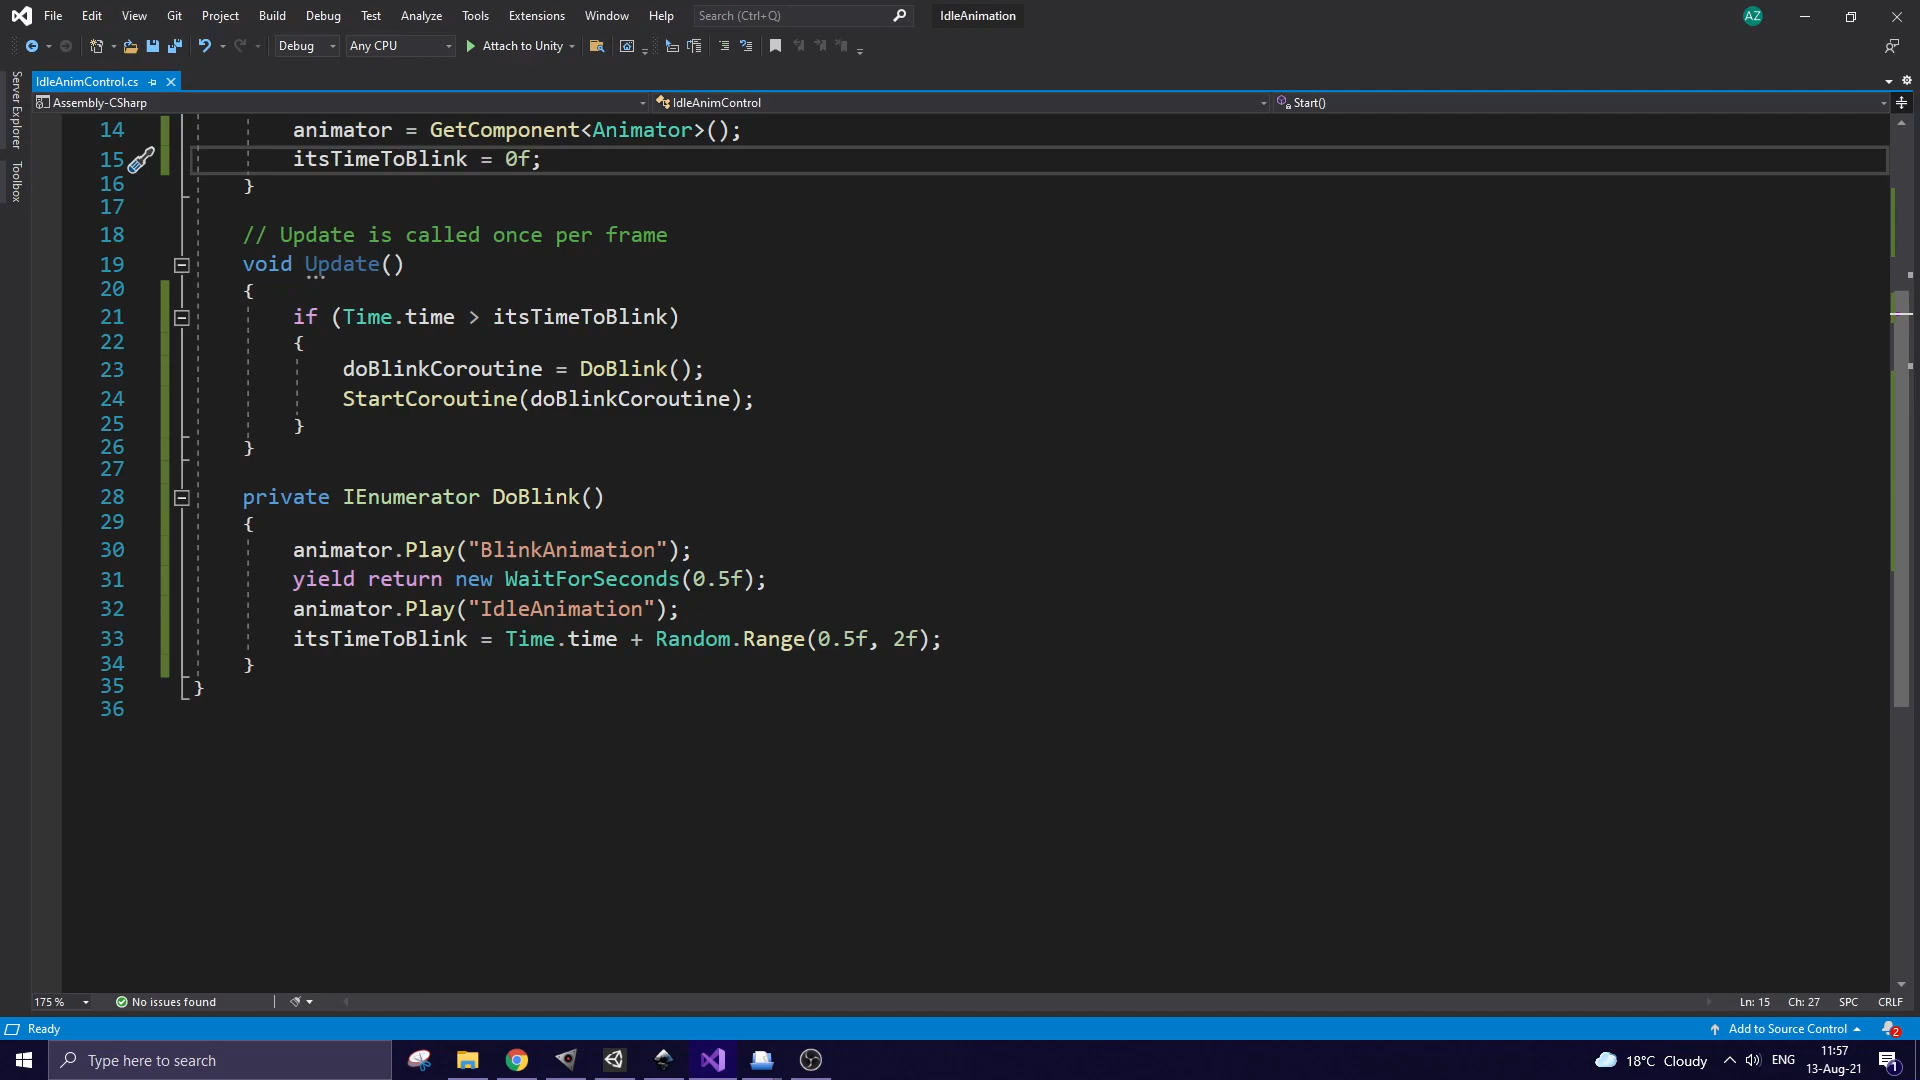 File Edit View Git Project Build Debug Test Analyze Tools Extensions Window Help Search (Ctrl+Q) IdleAnimation AZ
Debug Any CPU Attach to Unity
IdleAnimControl.cs
Assembly-CSharp IdleAnimControl Start()
Server Explorer
Toolbox
14 animator = GetComponent<Animator>();
15 itsTimeToBlink = 0f;
16 }
17
18 // Update is called once per frame
19 void Update()
20 {
21 if (Time.time > itsTimeToBlink)
22 {
23 doBlinkCoroutine = DoBlink();
24 StartCoroutine(doBlinkCoroutine);
25 }
26 }
27
28 private IEnumerator DoBlink()
29 {
30 animator.Play("BlinkAnimation");
31 yield return new WaitForSeconds(0.5f);
32 animator.Play("IdleAnimation");
33 itsTimeToBlink = Time.time + Random.Range(0.5f, 2f);
34 }
35 }
36
175 % No issues found Ln: 15 Ch: 27 SPC CRLF
Ready Add to Source Control 2
Type here to search 18°C Cloudy ENG 11:57
13-Aug-21 1